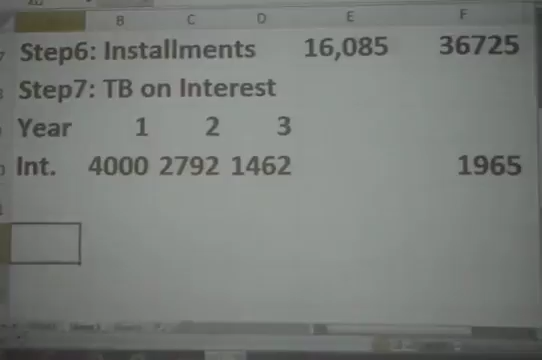 B C D E F
Step6: Installments 16,085 36725
Step7: TB on Interest
Year 1 2 3
Int. 4000 2792 1462 1965